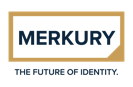 MERKURY
THE FUTURE OF IDENTITY.